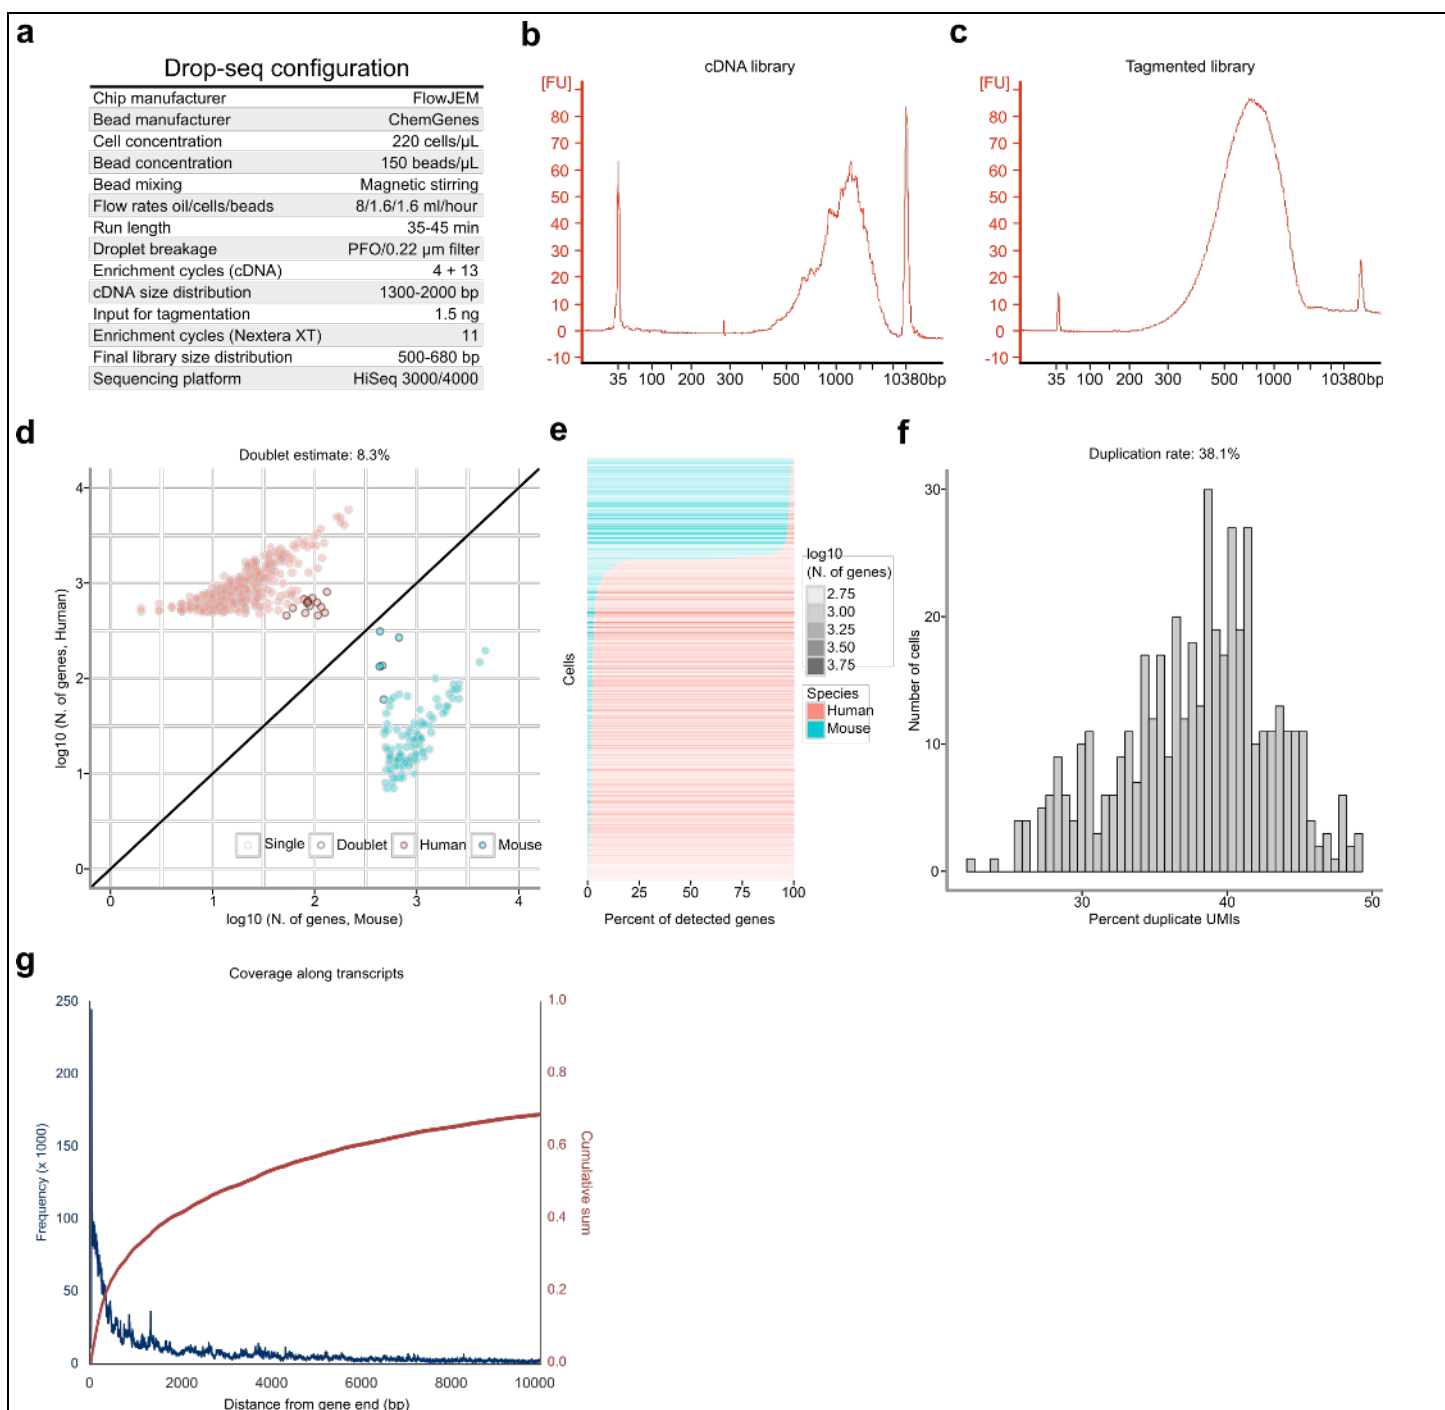 a
Drop-seq configuration
Chip manufacturer FlowJEM
Bead manufacturer ChemGenes
Cell concentration 220 cells/µL
Bead concentration 150 beads/µL
Bead mixing Magnetic stirring
Flow rates oil/cells/beads 8/1.6/1.6 ml/hour
Run length 35-45 min
Droplet breakage PFO/0.22 µm filter
Enrichment cycles (cDNA) 4 + 13
cDNA size distribution 1300-2000 bp
Input for tagmentation 1.5 ng
Enrichment cycles (Nextera XT) 11
Final library size distribution 500-680 bp
Sequencing platform HiSeq 3000/4000
b
cDNA library
[FU]
80
70
60
50
40
30
20
10
0
-10
35 100 200 300 500 1000 10380bp
c
Tagmented library
[FU]
80
70
60
50
40
30
20
10
0
-10
35 100 200 300 500 1000 10380bp
d
Doublet estimate: 8.3%
log10 (N. of genes, Human)
4
3
2
1
0
Single Doublet Human Mouse
0 1 2 3 4
log10 (N. of genes, Mouse)
e
Cells
0 25 50 75 100
Percent of detected genes
log10
(N. of genes)
2.75
3.00
3.25
3.50
3.75
Species
Human
Mouse
f
Duplication rate: 38.1%
Number of cells
30
20
10
0
30 40 50
Percent duplicate UMIs
g
Coverage along transcripts
Frequency (x 1000)
250
200
150
100
50
0
1.0
0.8
0.6
0.4
0.2
0.0
Cumulative sum
0 2000 4000 6000 8000 10000
Distance from gene end (bp)